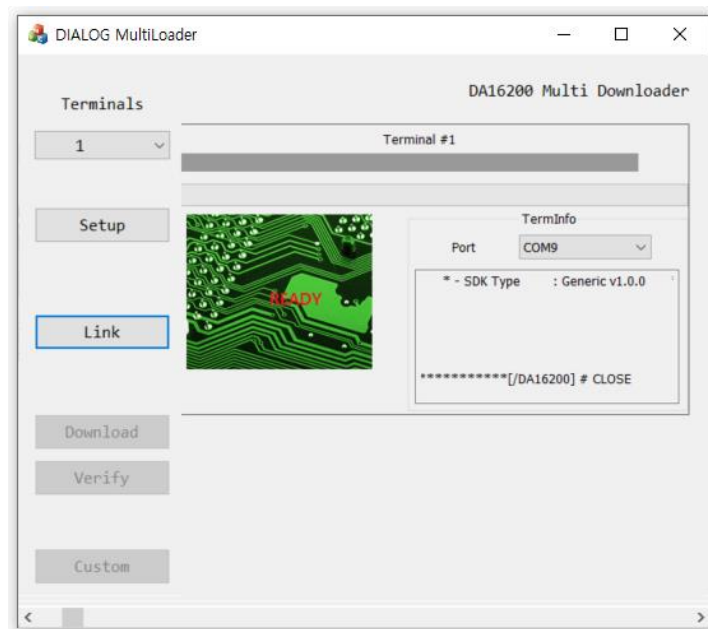 DIALOG MultiLoader
DA16200 Multi Downloader
Terminals
1
Terminal #1
Setup
TermInfo
Port COM9
READY
* - SDK Type : Generic v1.0.0
Link
***********[/DA16200] # CLOSE
Download
Verify
Custom